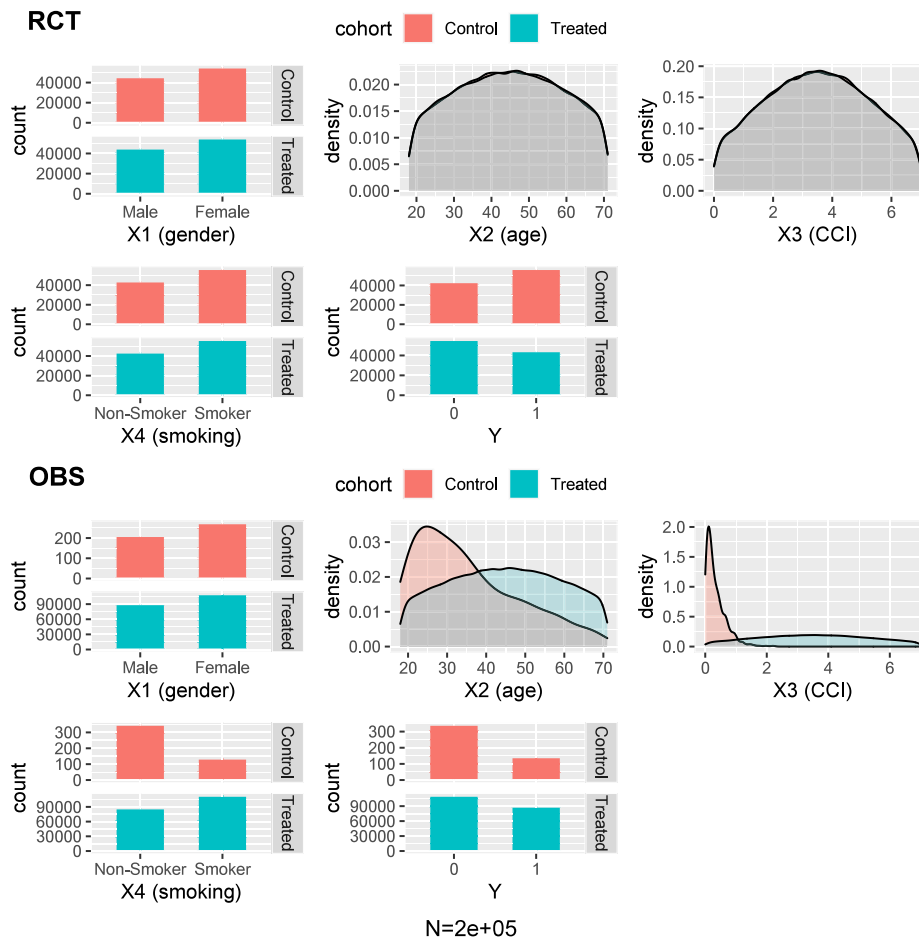 RCT
cohort Control Treated
count
40000
20000
0
Control
40000
20000
0
Treated
Male Female
X1 (gender)
density
0.020
0.015
0.010
0.005
0.000
20 30 40 50 60 70
X2 (age)
density
0.20
0.15
0.10
0.05
0.00
0 2 4 6
X3 (CCI)
count
40000
20000
0
Control
40000
20000
0
Treated
Non-Smoker Smoker
X4 (smoking)
count
40000
20000
0
Control
40000
20000
0
Treated
0 1
Y
OBS
cohort Control Treated
count
200
100
0
Control
90000
60000
30000
0
Treated
Male Female
X1 (gender)
density
0.03
0.02
0.01
0.00
20 30 40 50 60 70
X2 (age)
density
2.0
1.5
1.0
0.5
0.0
0 2 4 6
X3 (CCI)
count
300
200
100
0
Control
90000
60000
30000
0
Treated
Non-Smoker Smoker
X4 (smoking)
count
300
200
100
0
Control
90000
60000
30000
0
Treated
0 1
Y
N=2e+05